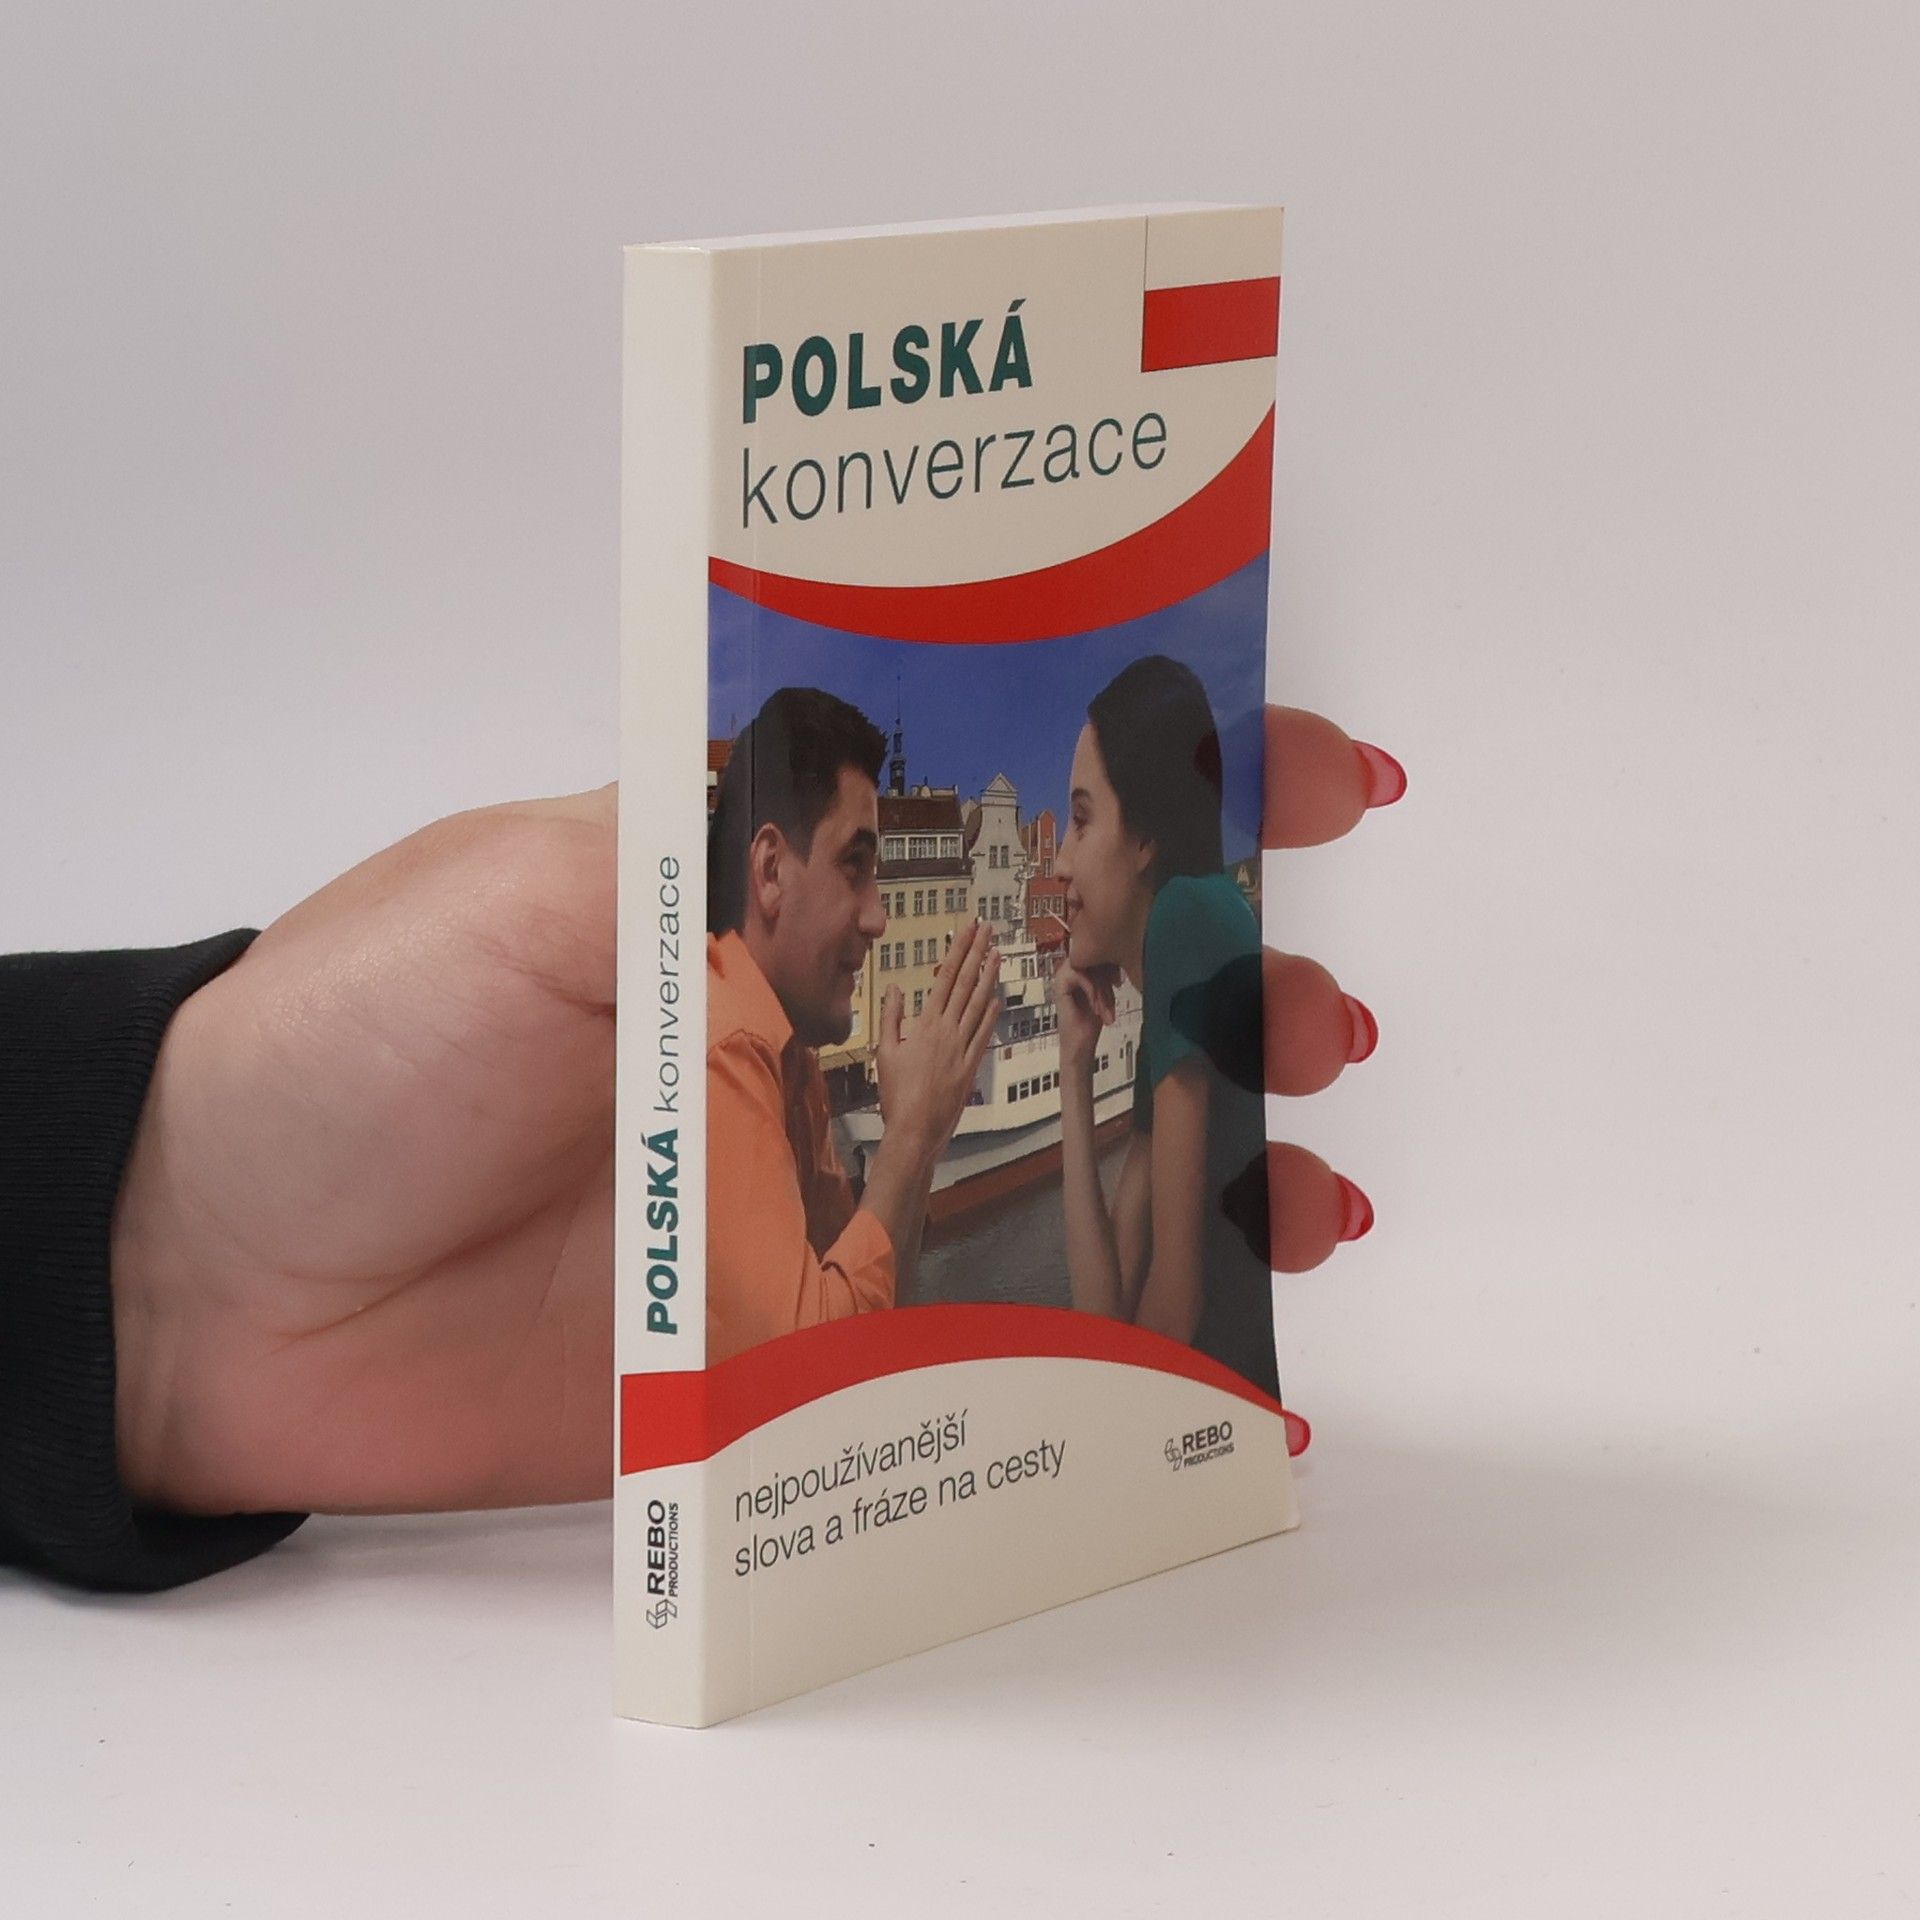 POLSKÁ
konverzace
nejpoužívanější
slova a fráze na cesty
REBO
PRODUCTIONS
POLSKÁ konverzace
REBO
PRODUCTIONS